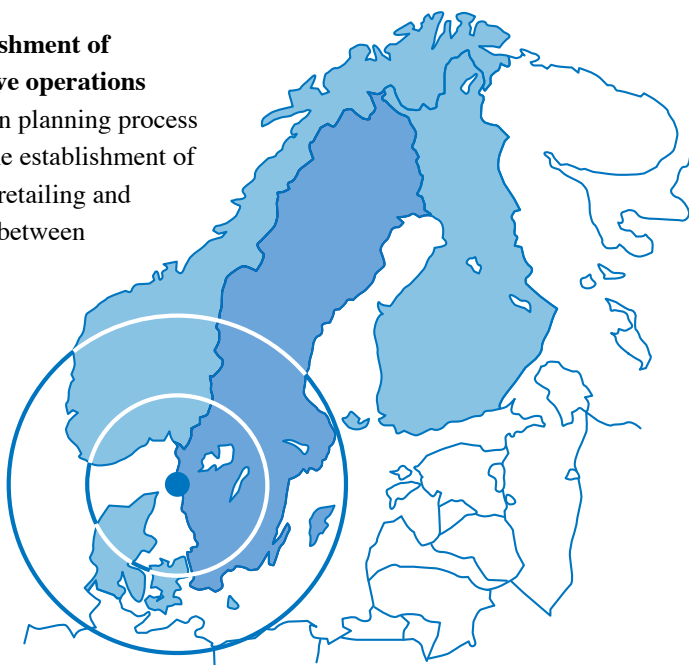 shment of
ve operations
n planning process
e establishment of
retailing and
between